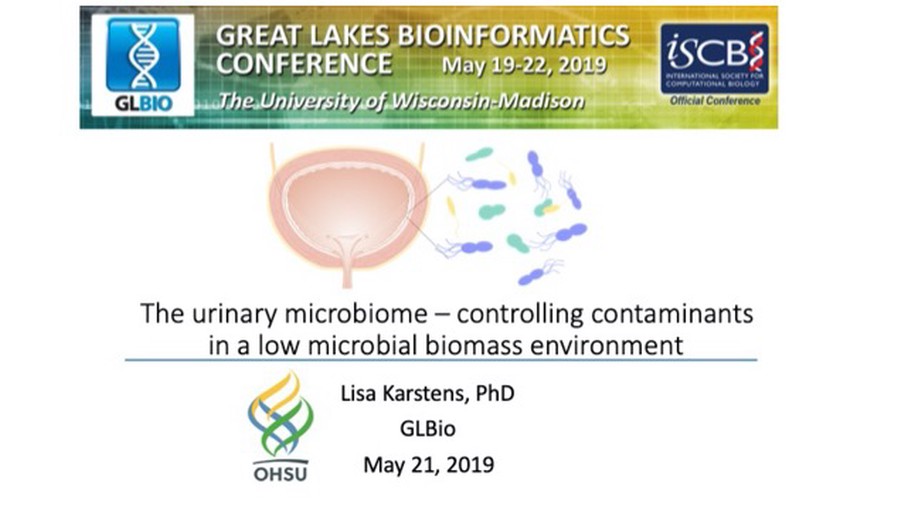 GREAT LAKES BIOINFORMATICS
CONFERENCE May 19-22, 2019
The University of Wisconsin-Madison
GLBIO
iSCB
INTERNATIONAL SOCIETY FOR
COMPUTATIONAL BIOLOGY
Official Conference
The urinary microbiome – controlling contaminants
in a low microbial biomass environment
Lisa Karstens, PhD
GLBio
May 21, 2019
OHSU